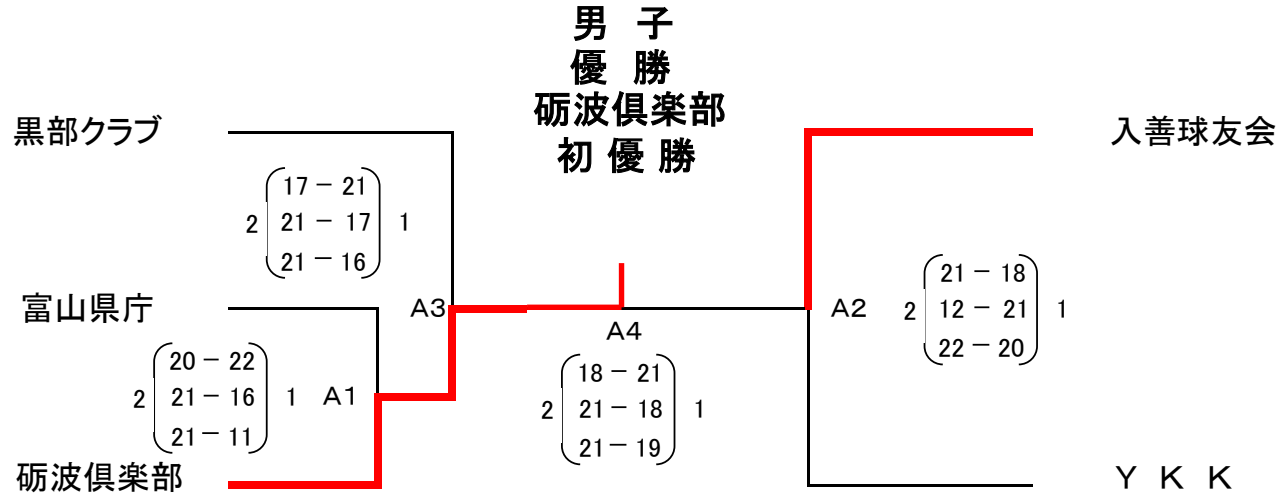 男 子
優 勝
砺波倶楽部
初 優 勝
黒部クラブ
入善球友会
17 － 21
2 21 － 17 1
21 － 16
21 － 18
2 12 － 21 1
22 － 20
富山県庁
A3
A4
A2
20 － 22
2 21 － 16 1
21 － 11
A1
18 － 21
2 21 － 18 1
21 － 19
砺波倶楽部
Ｙ Ｋ Ｋ